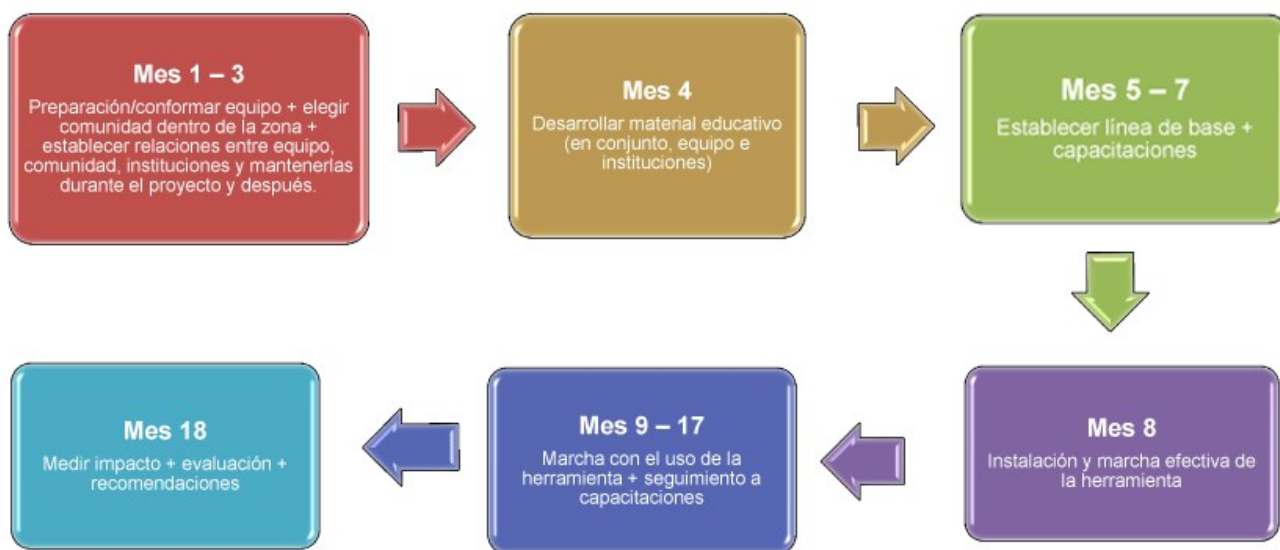 Mes 1 – 3
Preparación/conformar equipo + elegir
comunidad dentro de la zona +
establecer relaciones entre equipo,
comunidad, instituciones y mantenerlas
durante el proyecto y después.
Mes 4
Desarrollar material educativo
(en conjunto, equipo e
instituciones)
Mes 5 – 7
Establecer línea de base +
capacitaciones
Mes 8
Instalación y marcha efectiva de
la herramienta
Mes 9 – 17
Marcha con el uso de la
herramienta + seguimiento a
capacitaciones
Mes 18
Medir impacto + evaluación +
recomendaciones